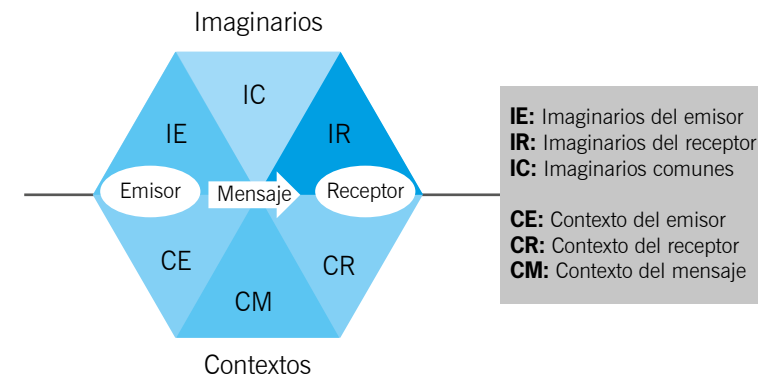 Imaginarios
IC
IE
IR
Emisor
Mensaje
Receptor
CE
CR
CM
Contextos
IE: Imaginarios del emisor
IR: Imaginarios del receptor
IC: Imaginarios comunes
CE: Contexto del emisor
CR: Contexto del receptor
CM: Contexto del mensaje